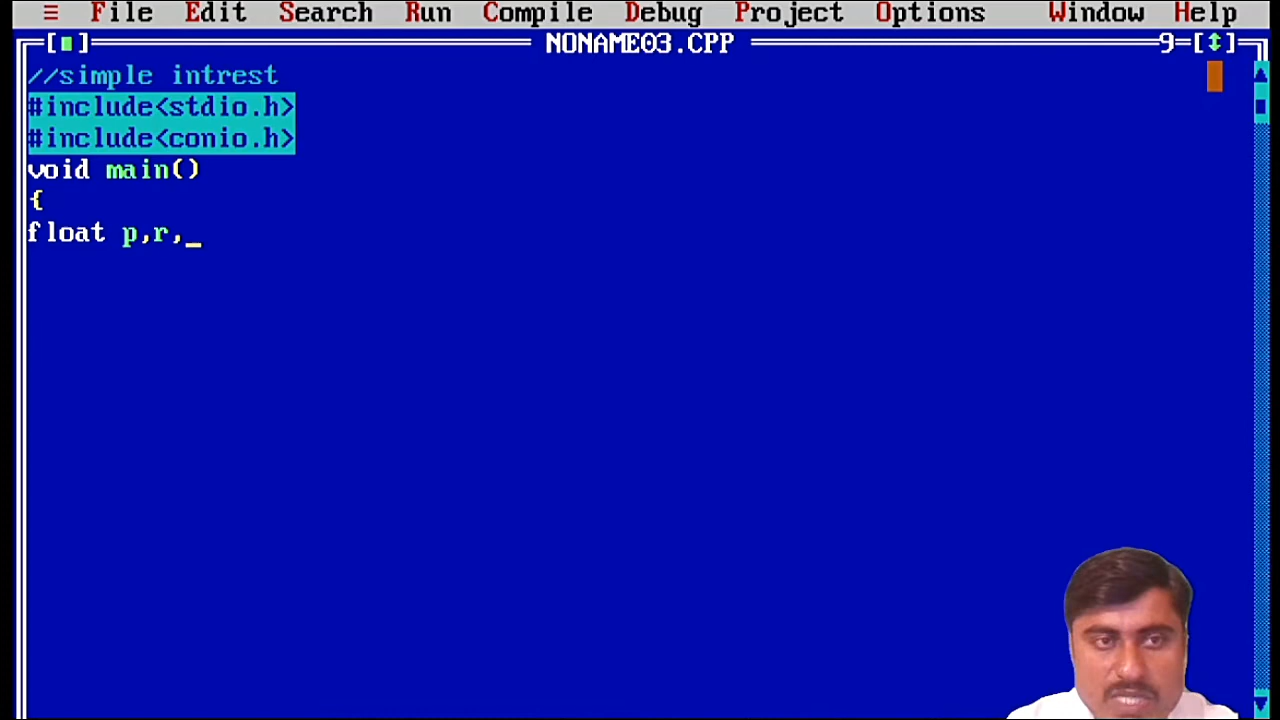 ≡ File Edit Search Run Compile Debug Project Options Window Help
[■] NONAME03.CPP 9=[↕]
//simple intrest
#include<stdio.h>
#include<conio.h>
void main()
{
float p,r,_